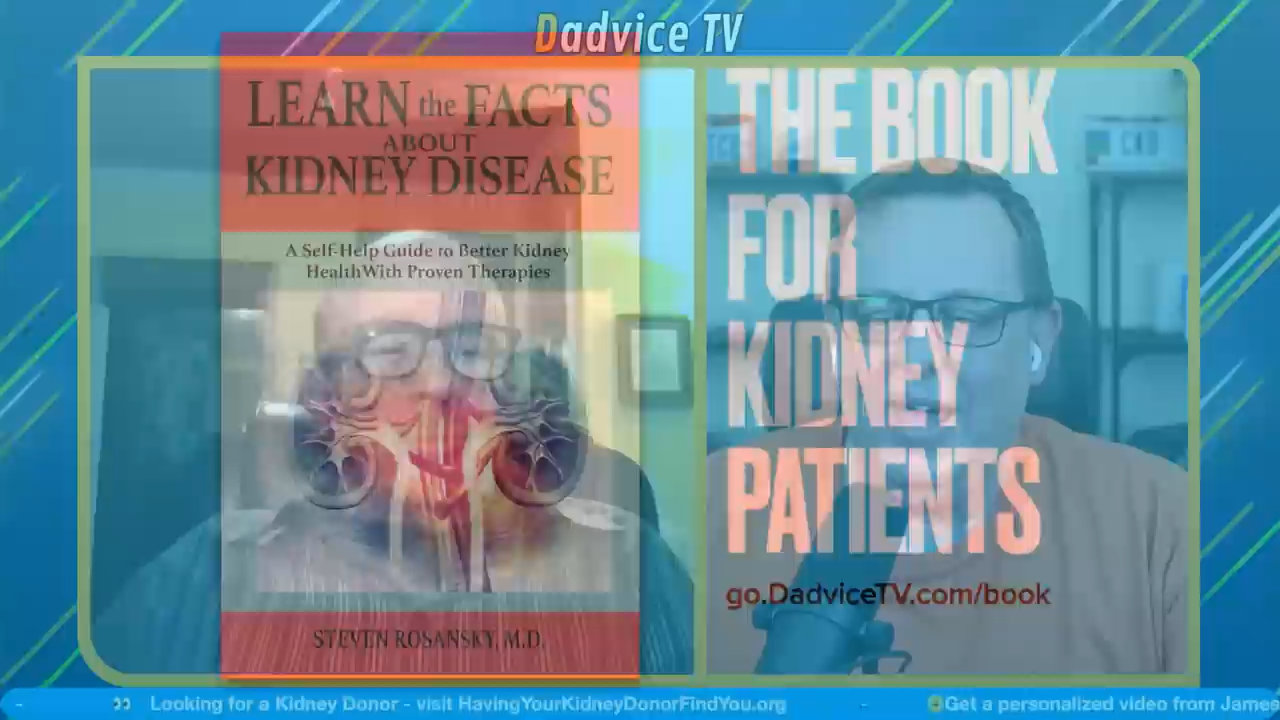 Dadvice TV
LEARN the FACTS
ABOUT
KIDNEY DISEASE
A Self-Help Guide to Better Kidney
HealthWith Proven Therapies
STEVEN ROSANSKY, M.D.
THE BOOK
FOR
KIDNEY
PATIENTS
go.DadviceTV.com/book
CKD
- Looking for a Kidney Donor - visit HavingYourKidneyDonorFindYou.org - Get a personalized video from James